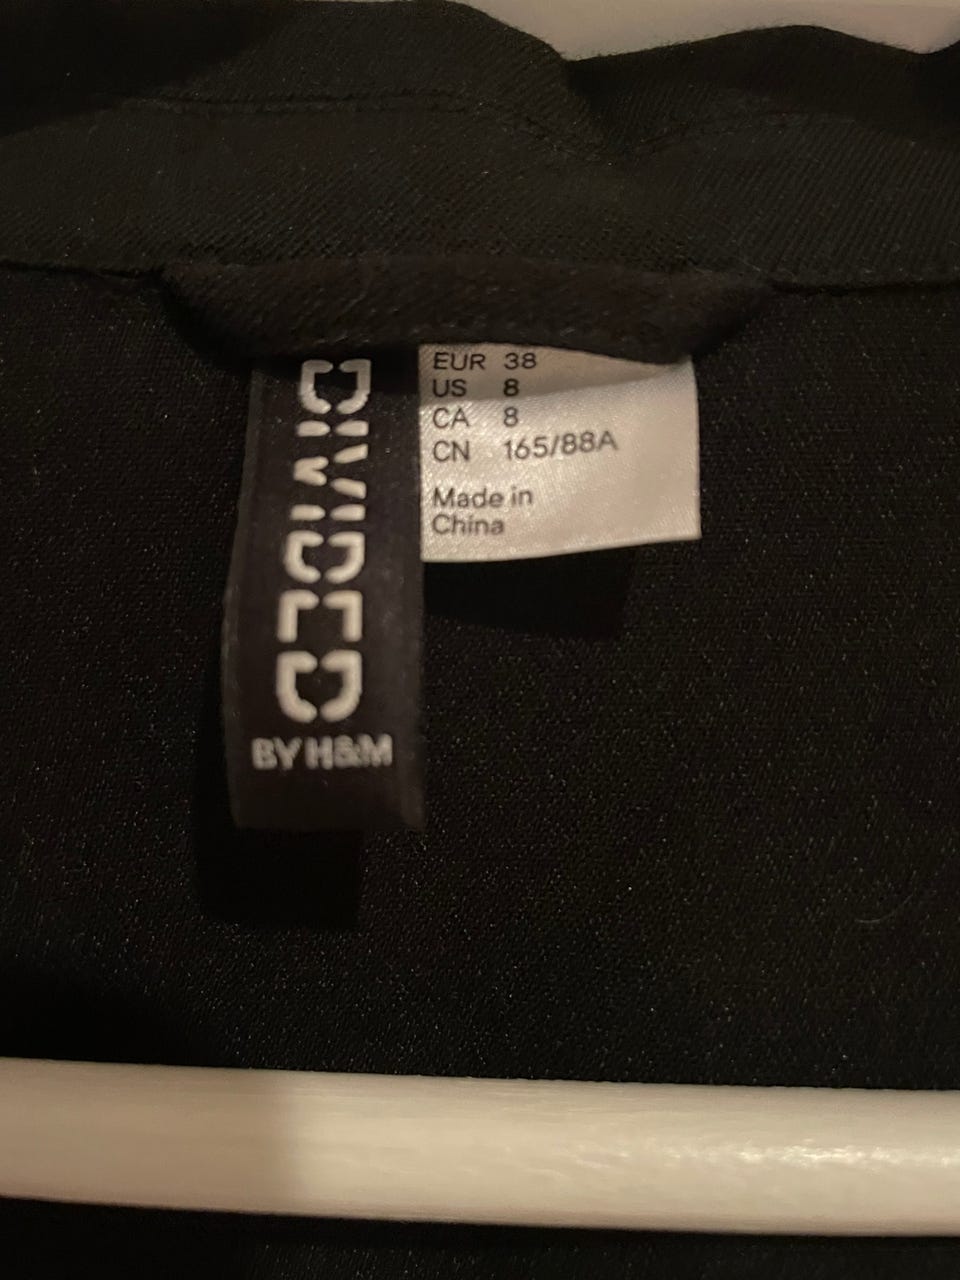 DIVIDED
BY H&M
EUR 38
US 8
CA 8
CN 165/88A
Made in
China